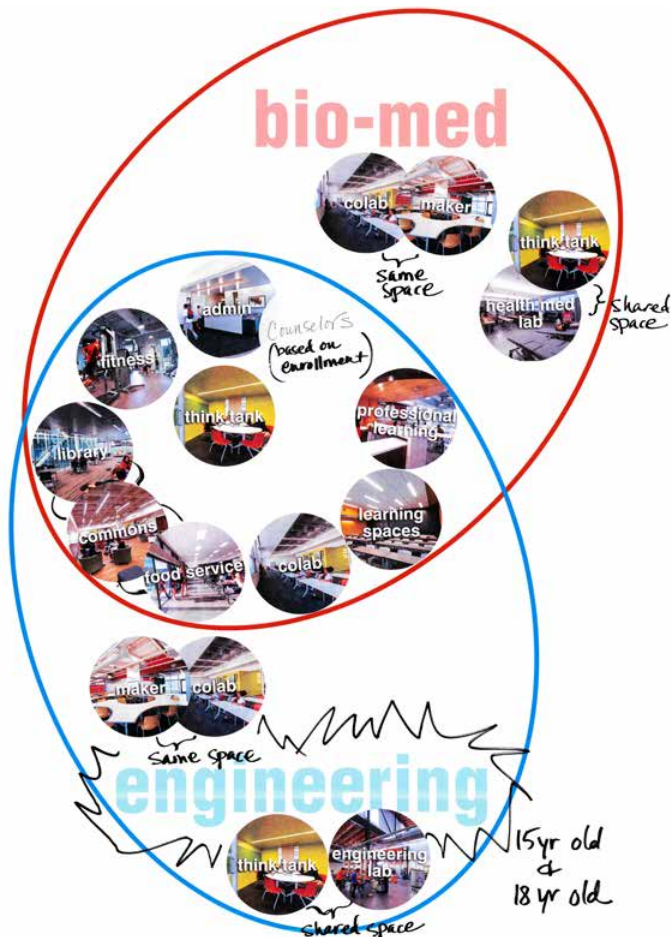 bio-med
colab
maker
same
space
think tank
health med
lab
} shared
space
admin
Counselors
(based on
enrollment)
fitness
think tank
professional
learning
library
learning
spaces
commons
food service
colab
maker
colab
same space
engineering
think tank
engineering
lab
shared space
15yr old
&
18 yr old